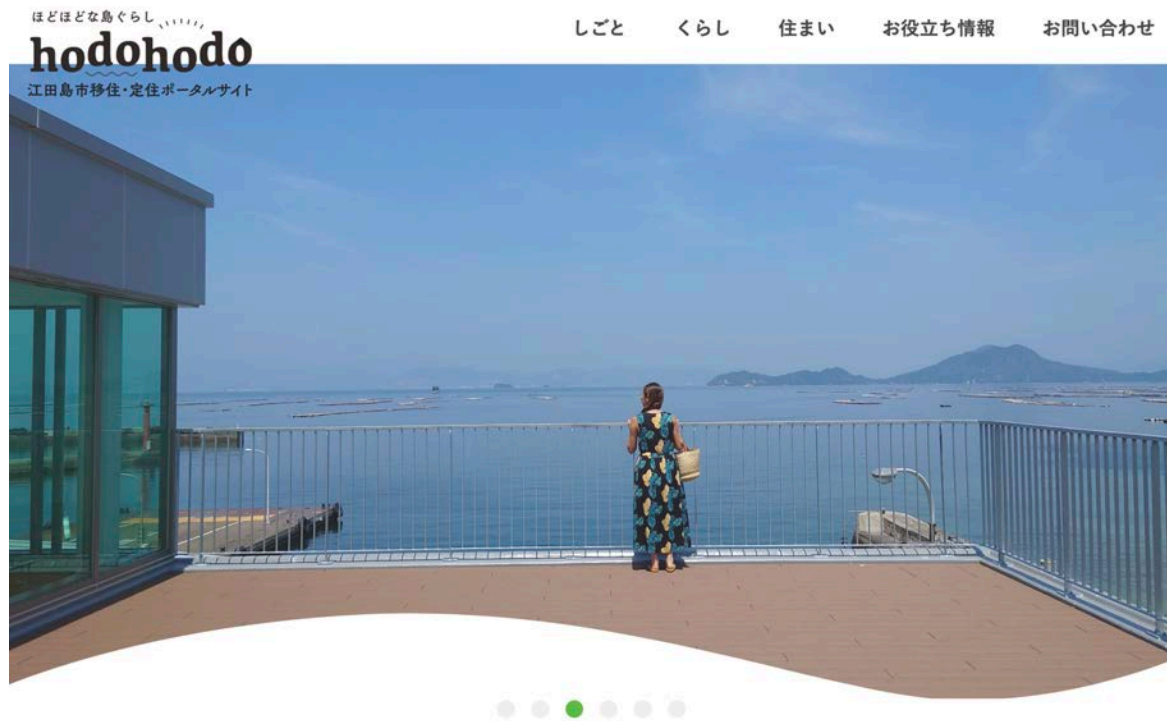 ほどほどな島ぐらし
hodohodo
江田島市移住・定住ポータルサイト
しごと くらし 住まい お役立ち情報 お問い合わせ